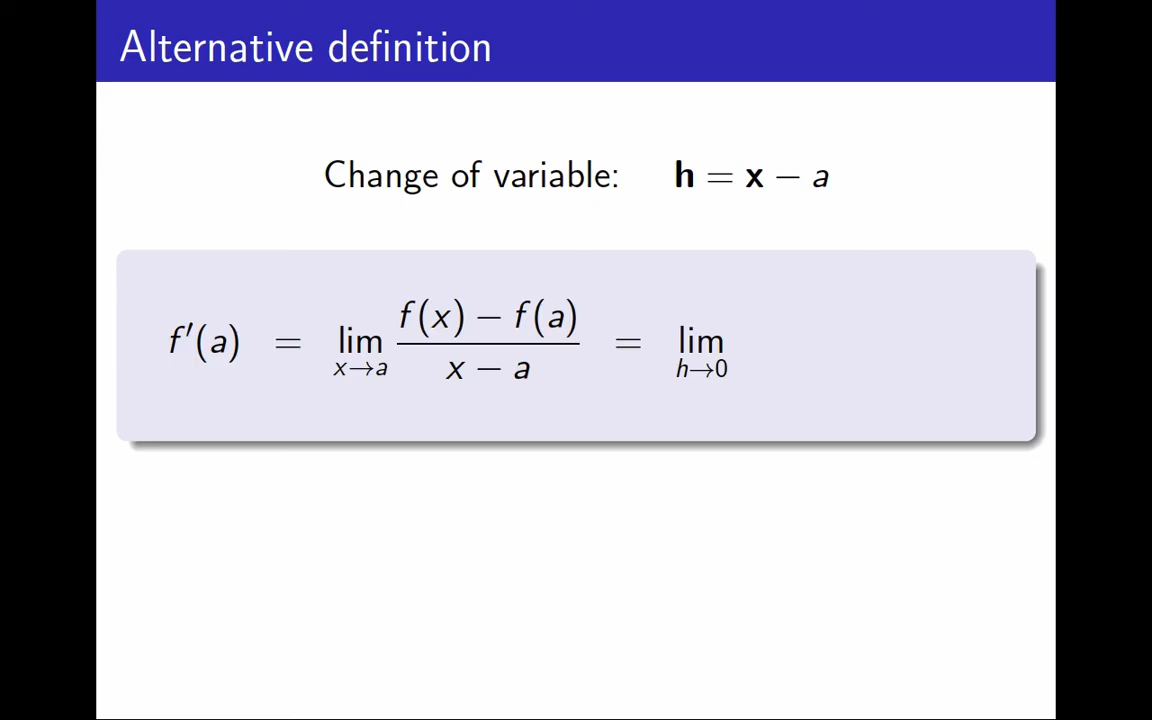 Alternative definition
Change of variable: h = x − a
f′(a) = lim x→a f(x) − f(a) / x − a = lim h→0